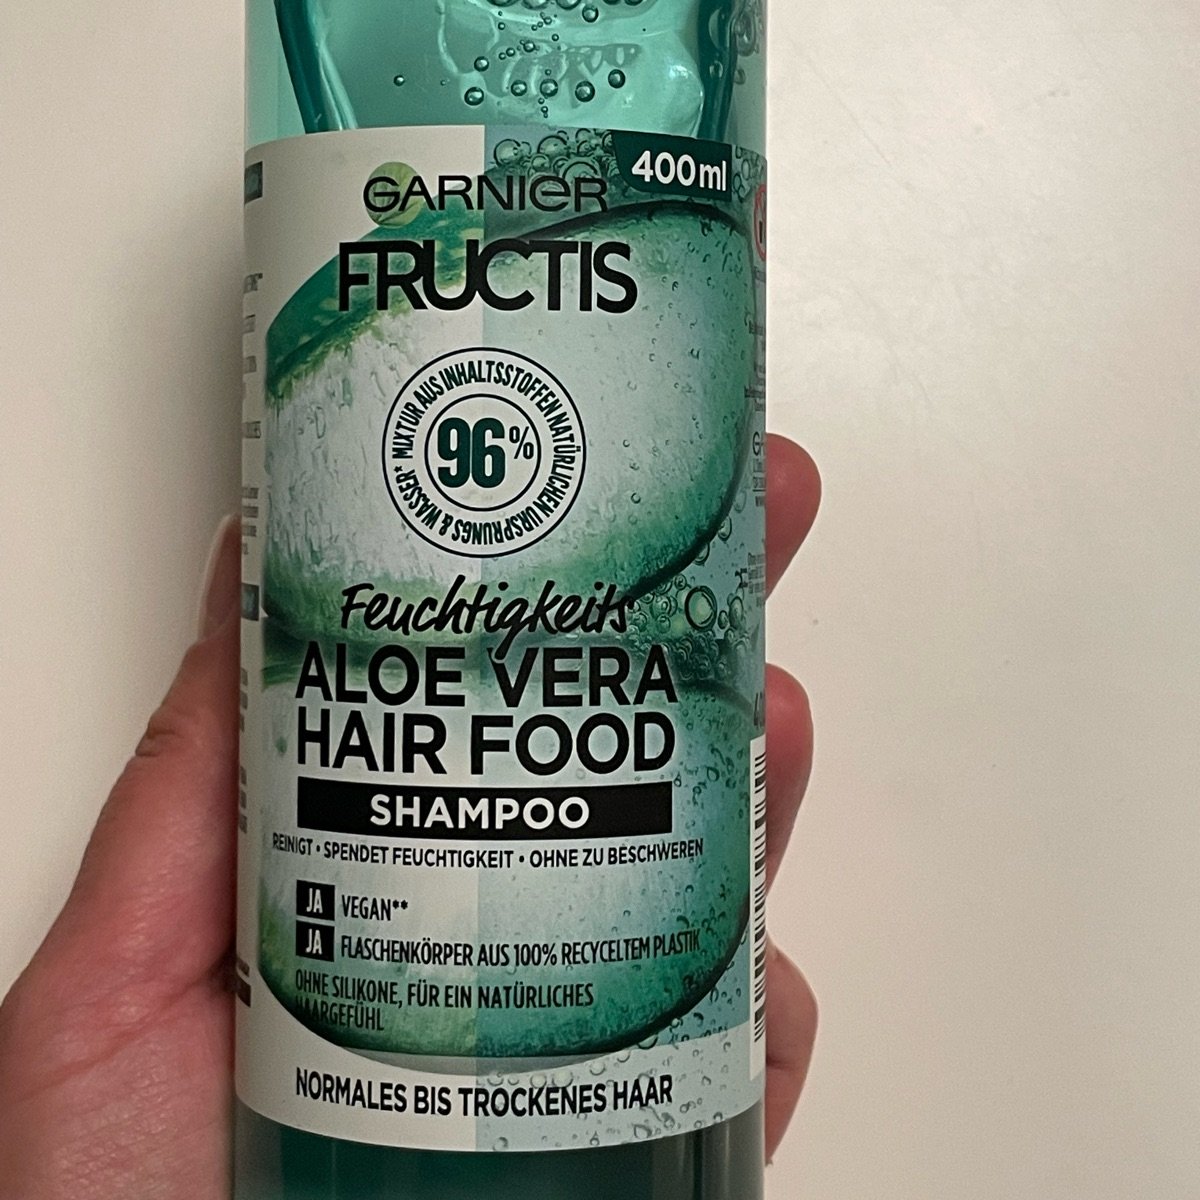 400ml
GARNIER
FRUCTIS
MIXTUR AUS INHALTSSTOFFEN NATÜRLICHEN URSPRUNGS & WASSER*
96%
Feuchtigkeits
ALOE VERA
HAIR FOOD
SHAMPOO
REINIGT • SPENDET FEUCHTIGKEIT • OHNE ZU BESCHWEREN
JA VEGAN**
JA FLASCHENKÖRPER AUS 100% RECYCELTEM PLASTIK
OHNE SILIKONE, FÜR EIN NATÜRLICHES
HAARGEFÜHL
NORMALES BIS TROCKENES HAAR